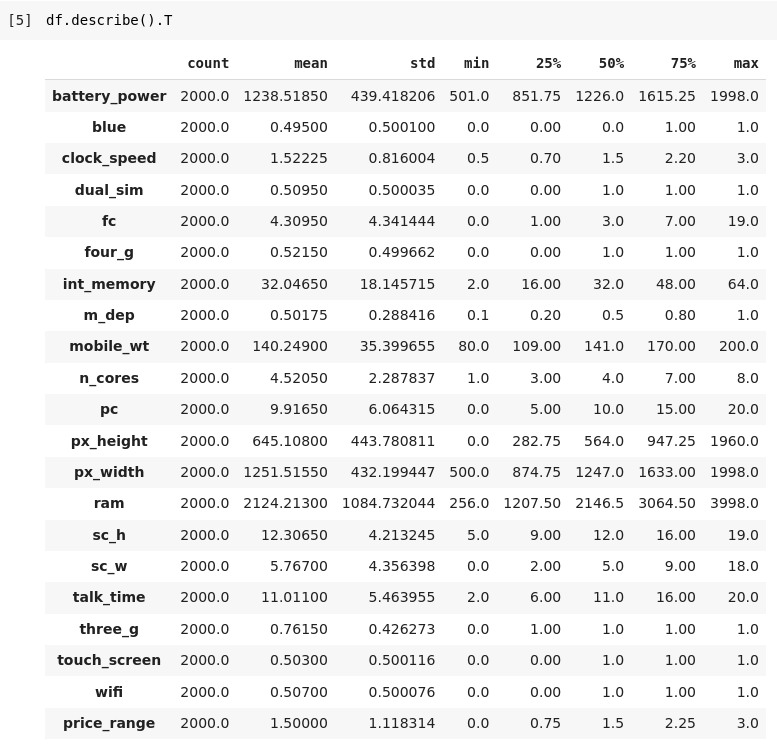 [5] df.describe().T
count mean std min 25% 50% 75% max
battery_power 2000.0 1238.51850 439.418206 501.0 851.75 1226.0 1615.25 1998.0
blue 2000.0 0.49500 0.500100 0.0 0.00 0.0 1.00 1.0
clock_speed 2000.0 1.52225 0.816004 0.5 0.70 1.5 2.20 3.0
dual_sim 2000.0 0.50950 0.500035 0.0 0.00 1.0 1.00 1.0
fc 2000.0 4.30950 4.341444 0.0 1.00 3.0 7.00 19.0
four_g 2000.0 0.52150 0.499662 0.0 0.00 1.0 1.00 1.0
int_memory 2000.0 32.04650 18.145715 2.0 16.00 32.0 48.00 64.0
m_dep 2000.0 0.50175 0.288416 0.1 0.20 0.5 0.80 1.0
mobile_wt 2000.0 140.24900 35.399655 80.0 109.00 141.0 170.00 200.0
n_cores 2000.0 4.52050 2.287837 1.0 3.00 4.0 7.00 8.0
pc 2000.0 9.91650 6.064315 0.0 5.00 10.0 15.00 20.0
px_height 2000.0 645.10800 443.780811 0.0 282.75 564.0 947.25 1960.0
px_width 2000.0 1251.51550 432.199447 500.0 874.75 1247.0 1633.00 1998.0
ram 2000.0 2124.21300 1084.732044 256.0 1207.50 2146.5 3064.50 3998.0
sc_h 2000.0 12.30650 4.213245 5.0 9.00 12.0 16.00 19.0
sc_w 2000.0 5.76700 4.356398 0.0 2.00 5.0 9.00 18.0
talk_time 2000.0 11.01100 5.463955 2.0 6.00 11.0 16.00 20.0
three_g 2000.0 0.76150 0.426273 0.0 1.00 1.0 1.00 1.0
touch_screen 2000.0 0.50300 0.500116 0.0 0.00 1.0 1.00 1.0
wifi 2000.0 0.50700 0.500076 0.0 0.00 1.0 1.00 1.0
price_range 2000.0 1.50000 1.118314 0.0 0.75 1.5 2.25 3.0